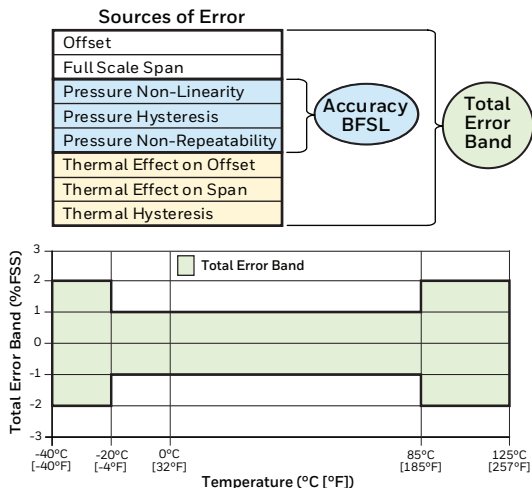 Sources of Error
Offset
Full Scale Span
Pressure Non-Linearity
Pressure Hysteresis
Pressure Non-Repeatability
Thermal Effect on Offset
Thermal Effect on Span
Thermal Hysteresis
Accuracy
BFSL
Total
Error
Band
Total Error Band (%FSS)
3
2
1
0
-1
-2
-3
Total Error Band
-40°C -20°C 0°C 85°C 125°C
[-40°F] [-4°F] [32°F] [185°F] [257°F]
Temperature (°C [°F])